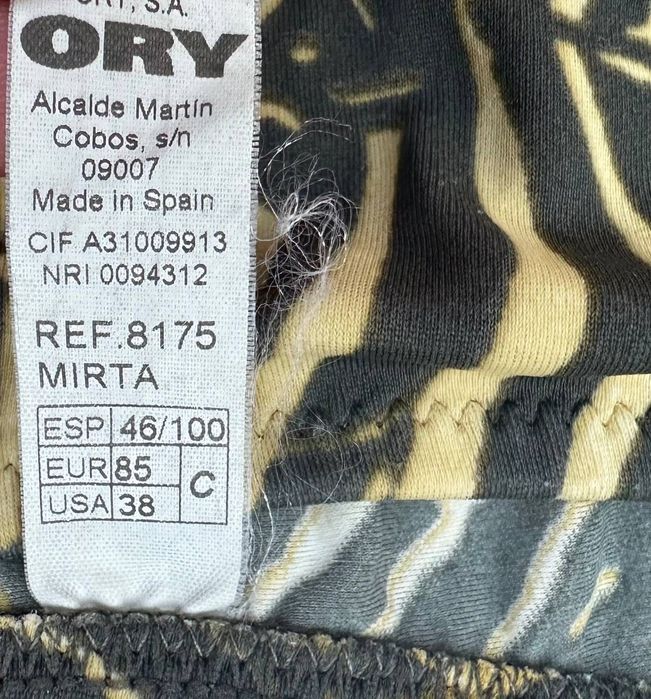 S.A.
ORY
Alcalde Martín
Cobos, s/n
09007
Made in Spain
CIF A31009913
NRI 0094312
REF.8175
MIRTA
ESP 46/100
EUR 85 C
USA 38